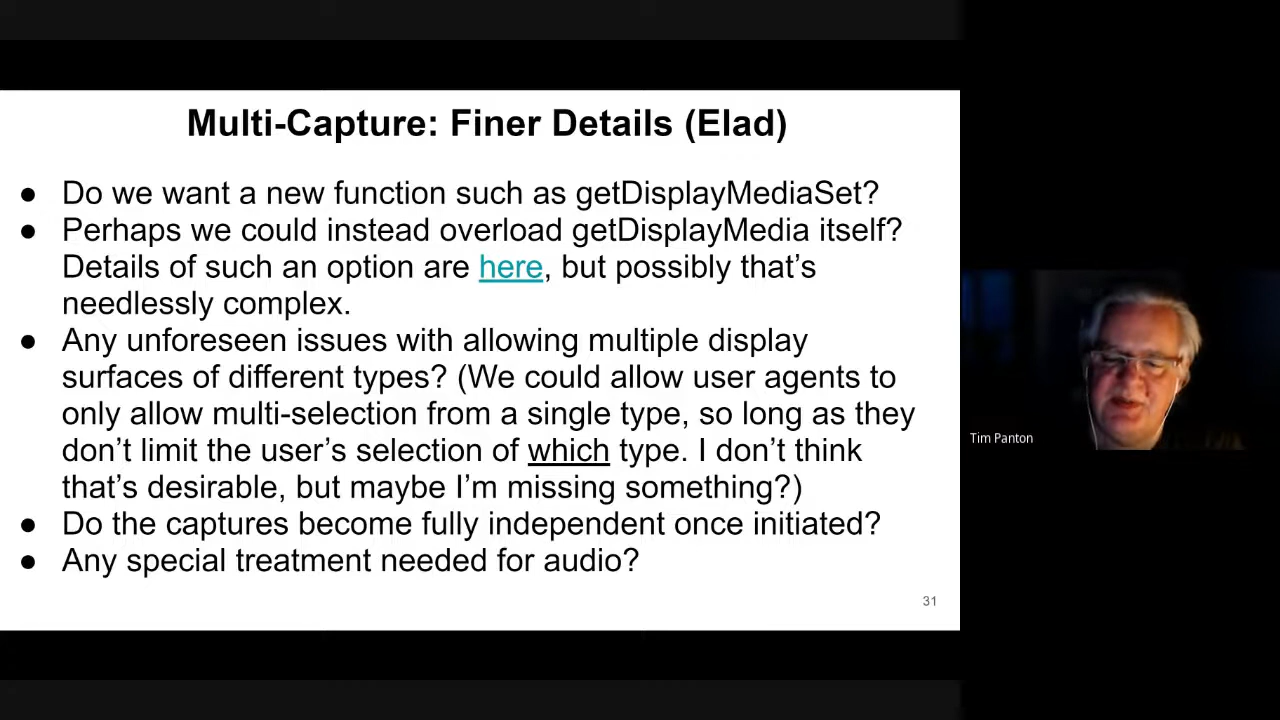 Multi-Capture: Finer Details (Elad)
● Do we want a new function such as getDisplayMediaSet?
● Perhaps we could instead overload getDisplayMedia itself?
Details of such an option are here, but possibly that’s
needlessly complex.
● Any unforeseen issues with allowing multiple display
surfaces of different types? (We could allow user agents to
only allow multi-selection from a single type, so long as they
don’t limit the user’s selection of which type. I don’t think
that’s desirable, but maybe I’m missing something?)
● Do the captures become fully independent once initiated?
● Any special treatment needed for audio?
31
Tim Panton